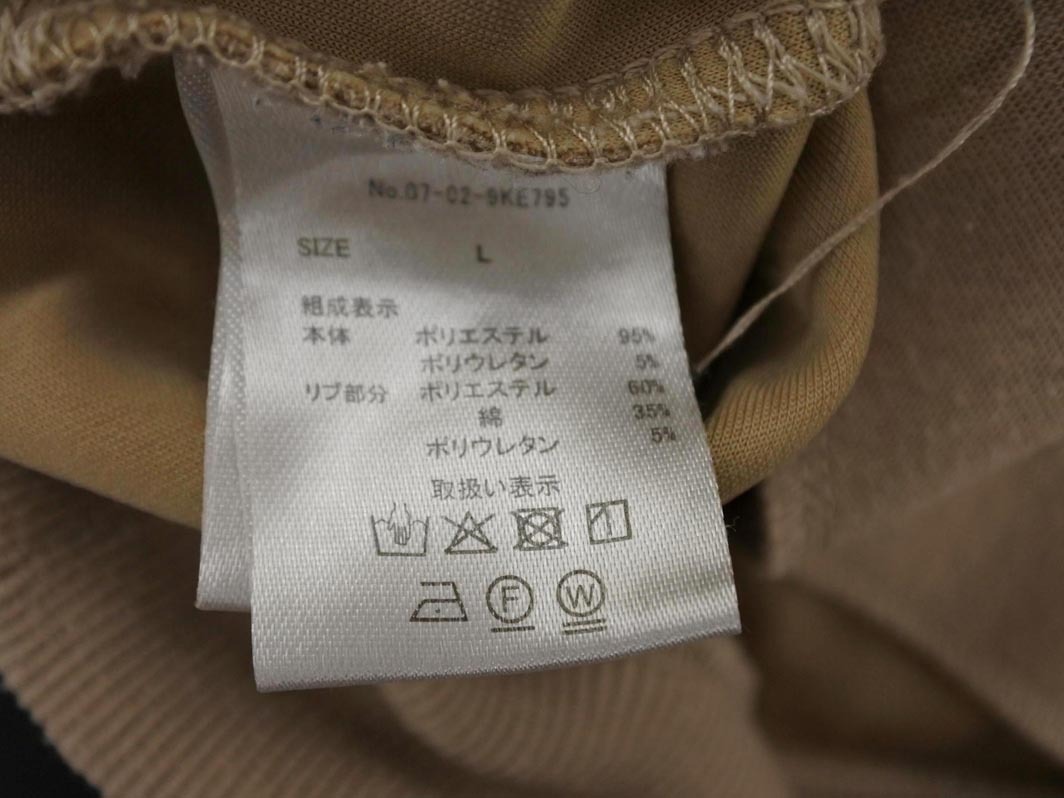 No.07-02-9KE795
SIZE L
組成表示
本体 ポリエステル 95%
ポリウレタン 5%
リブ部分 ポリエステル 60%
綿 35%
ポリウレタン 5%
取扱い表示
F W